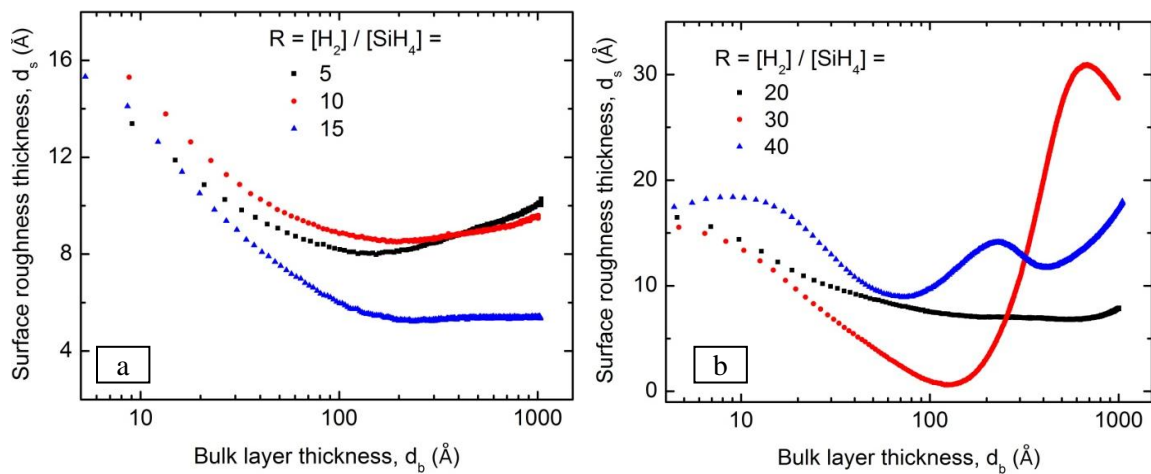 Surface roughness thickness, dₛ (Å)
16
12
8
4
R = [H₂] / [SiH₄] =
5
10
15
a
10
100
1000
Bulk layer thickness, d_b (Å)
Surface roughness thickness, dₛ (Å)
30
20
10
0
R = [H₂] / [SiH₄] =
20
30
40
b
10
100
1000
Bulk layer thickness, d_b (Å)